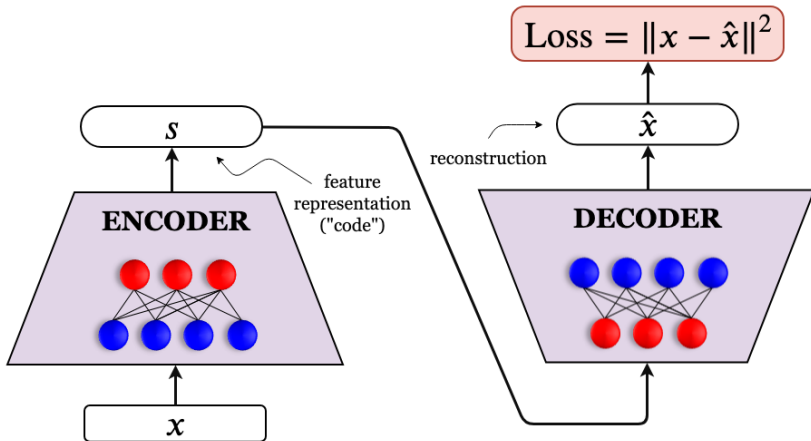 Loss = ‖x − x̂‖²
s
x̂
reconstruction
feature
representation
("code")
ENCODER
DECODER
x